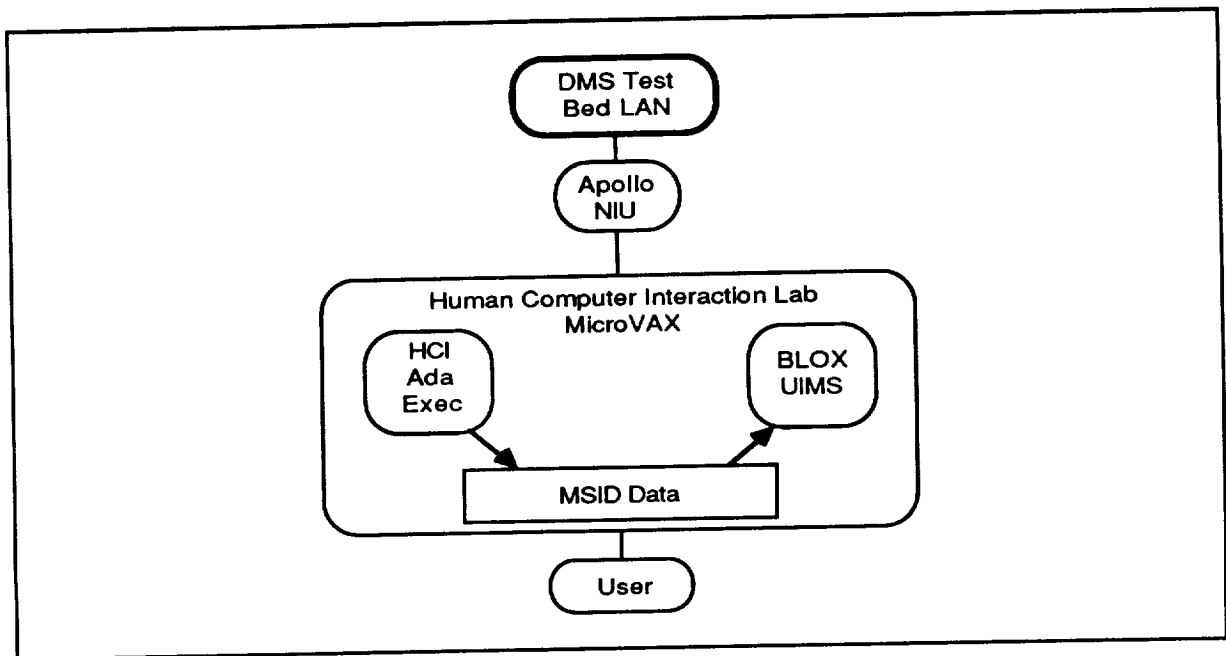 DMS Test
Bed LAN
Apollo
NIU
Human Computer Interaction Lab
MicroVAX
HCI
Ada
Exec
BLOX
UIMS
MSID Data
User